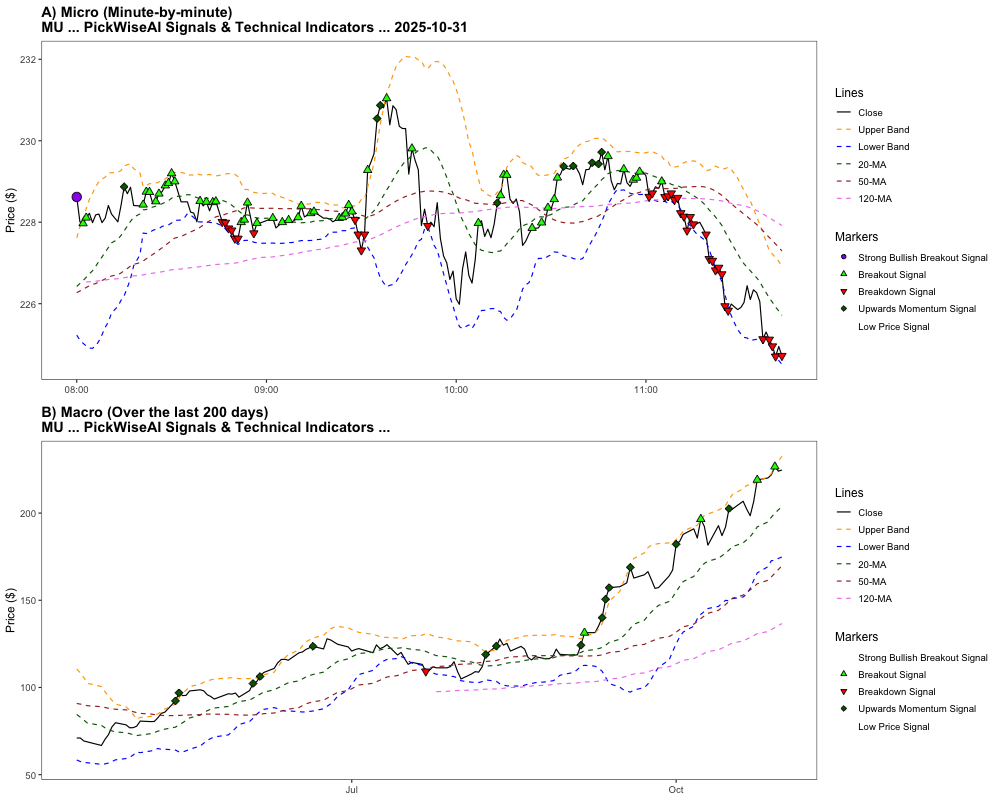 A) Micro (Minute-by-minute)
MU ... PickWiseAI Signals & Technical Indicators ... 2025-10-31
Price ($)
232
230
228
226
08:00
09:00
10:00
11:00
Lines
Close
Upper Band
Lower Band
20-MA
50-MA
120-MA
Markers
Strong Bullish Breakout Signal
Breakout Signal
Breakdown Signal
Upwards Momentum Signal
Low Price Signal
B) Macro (Over the last 200 days)
MU ... PickWiseAI Signals & Technical Indicators ...
Price ($)
200
150
100
50
Jul
Oct
Lines
Close
Upper Band
Lower Band
20-MA
50-MA
120-MA
Markers
Strong Bullish Breakout Signal
Breakout Signal
Breakdown Signal
Upwards Momentum Signal
Low Price Signal